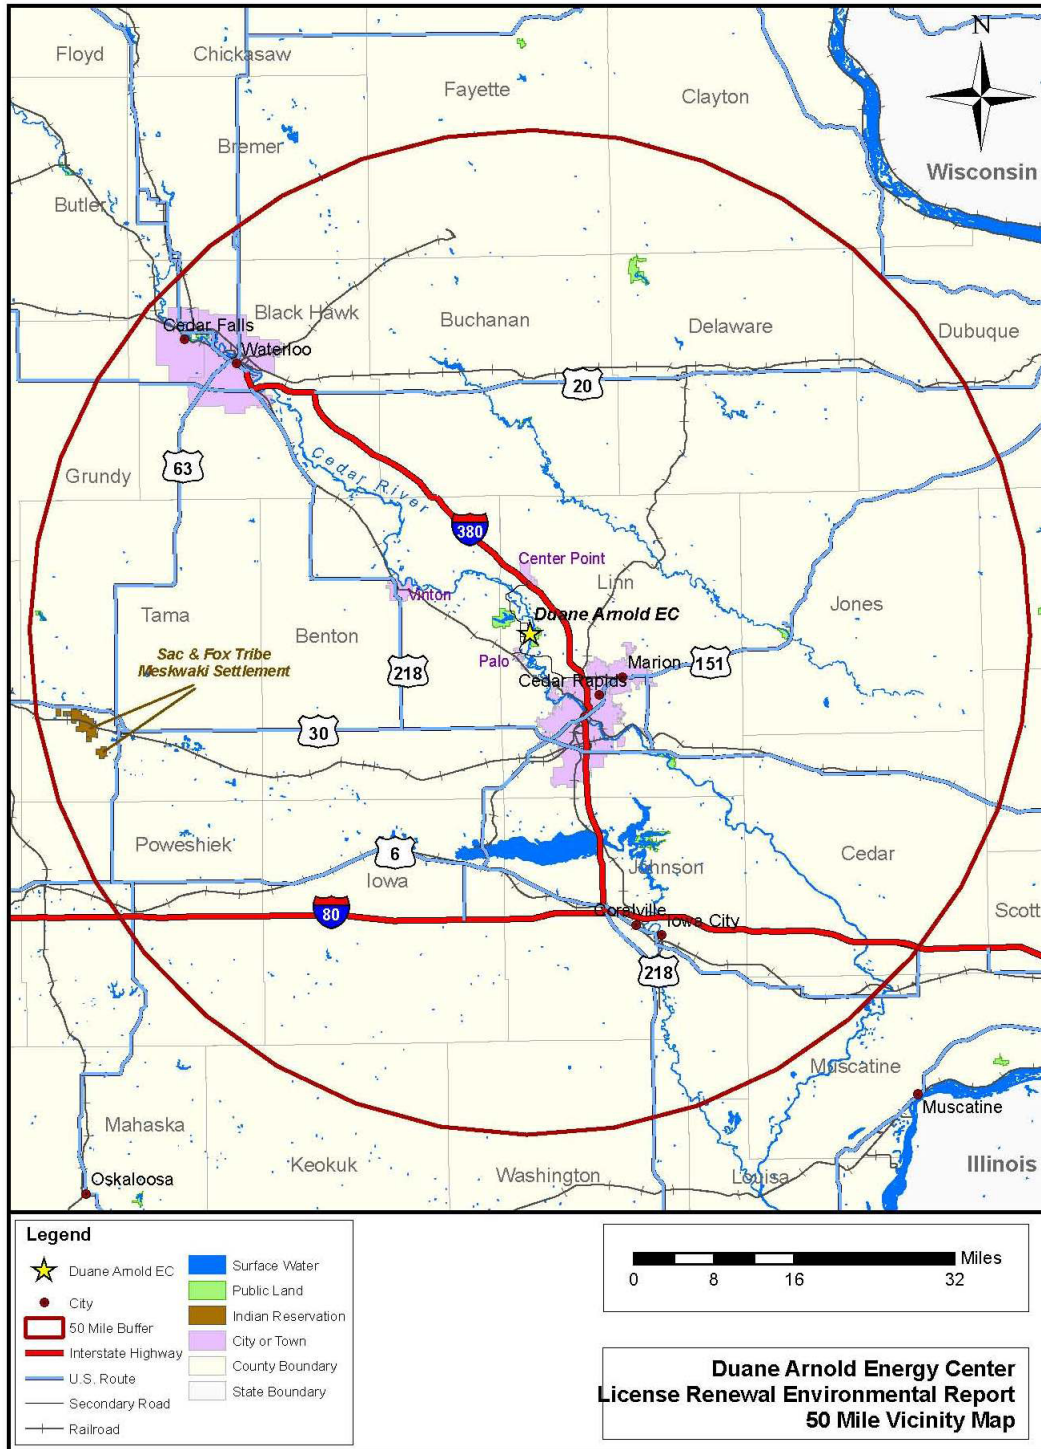 N
Floyd
Chickasaw
Fayette
Clayton
Bremer
Wisconsin
Butler
Black Hawk
Cedar Falls
Buchanan
Delaware
Dubuque
Waterloo
20
63
Grundy
Cedar River
380
Center Point
Linn
Vinton
Duane Arnold EC
Jones
Tama
Benton
Sac & Fox Tribe
Meskwaki Settlement
218
Palo
Marion
151
Cedar Rapids
30
Poweshiek
6
Iowa
Johnson
Cedar
80
Coralville
Iowa City
Scott
218
Muscatine
Muscatine
Mahaska
Keokuk
Washington
Louisa
Illinois
Oskaloosa
Legend
Duane Arnold EC
City
50 Mile Buffer
Interstate Highway
U.S. Route
Secondary Road
Railroad
Surface Water
Public Land
Indian Reservation
City or Town
County Boundary
State Boundary
Miles
0 8 16 32
Duane Arnold Energy Center
License Renewal Environmental Report
50 Mile Vicinity Map